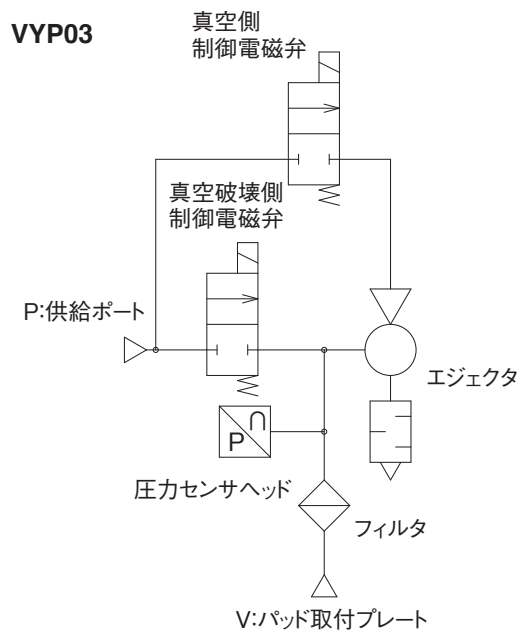 VYP03
真空側
制御電磁弁
真空破壊側
制御電磁弁
P:供給ポート
エジェクタ
P
圧力センサヘッド
フィルタ
V:パッド取付プレート